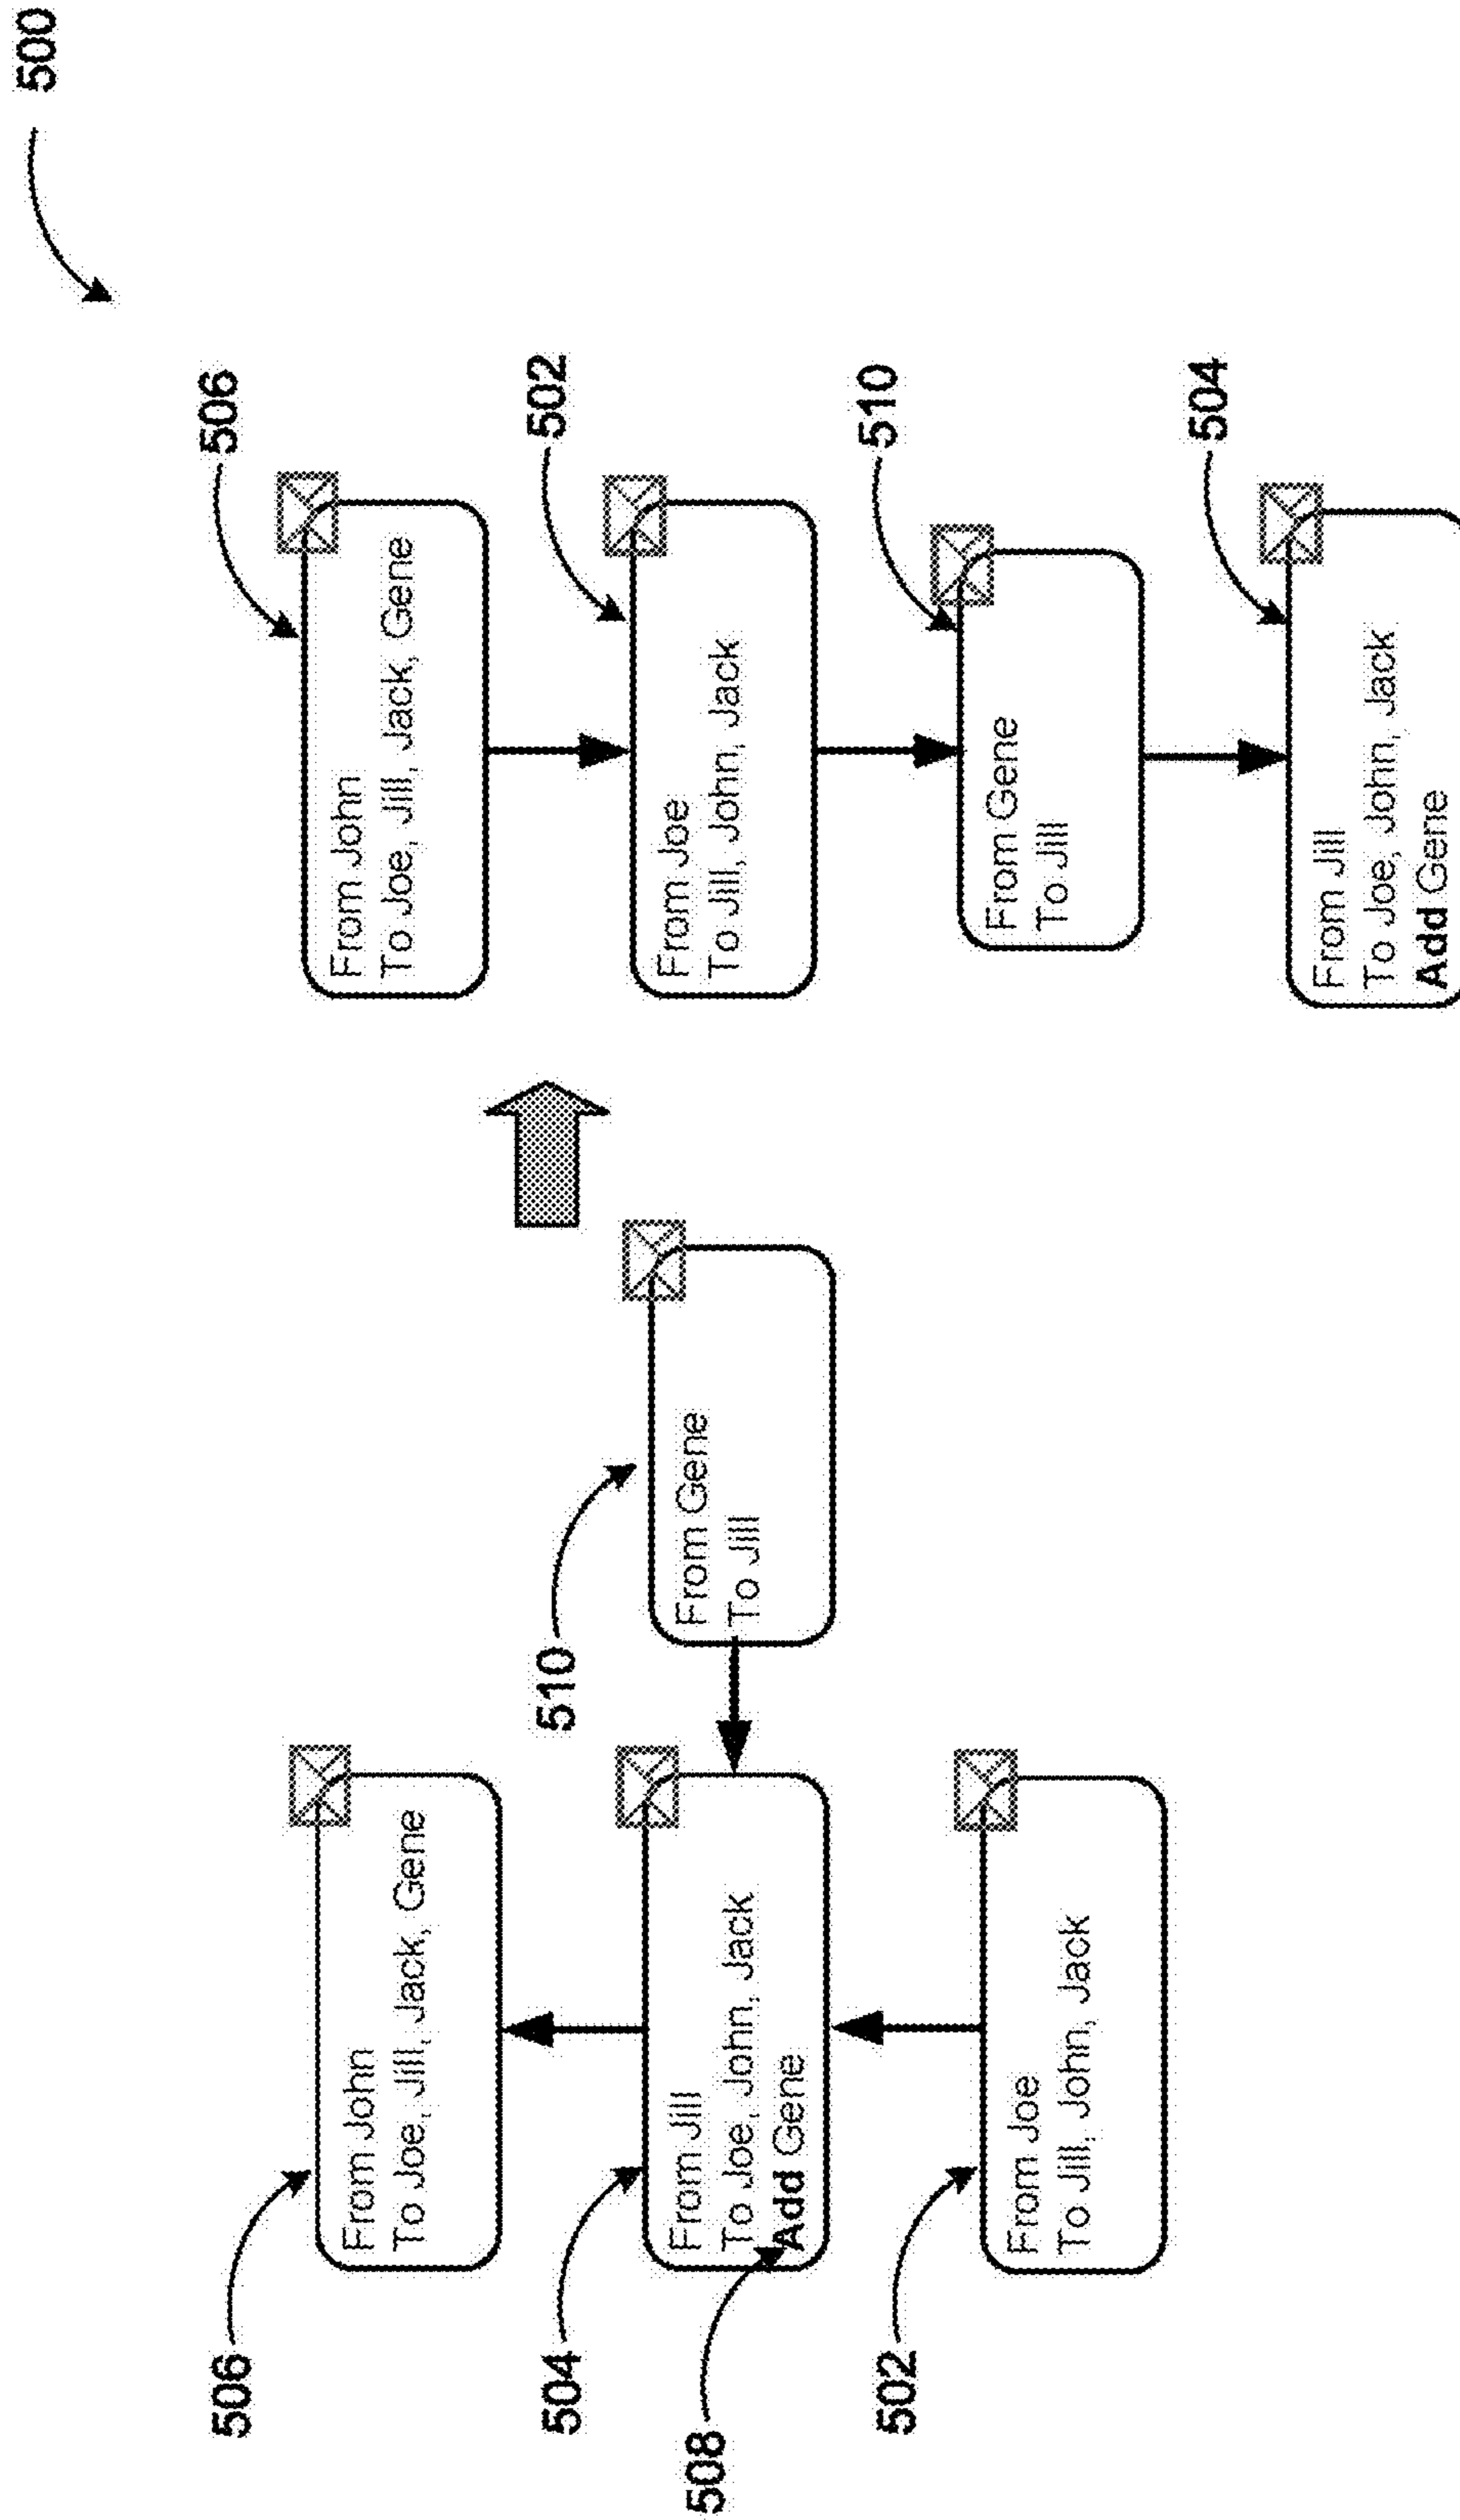 500
506
From John
To Joe, Jill, Jack, Gene
504
From Jill
To Joe, John, Jack
Add Gene
508
502
From Joe
To Jill, John, Jack
510
From Gene
To Jill
506
From John
To Joe, Jill, Jack, Gene
502
From Joe
To Jill, John, Jack
510
From Gene
To Jill
504
From Jill
To Joe, John, Jack
Add Gene